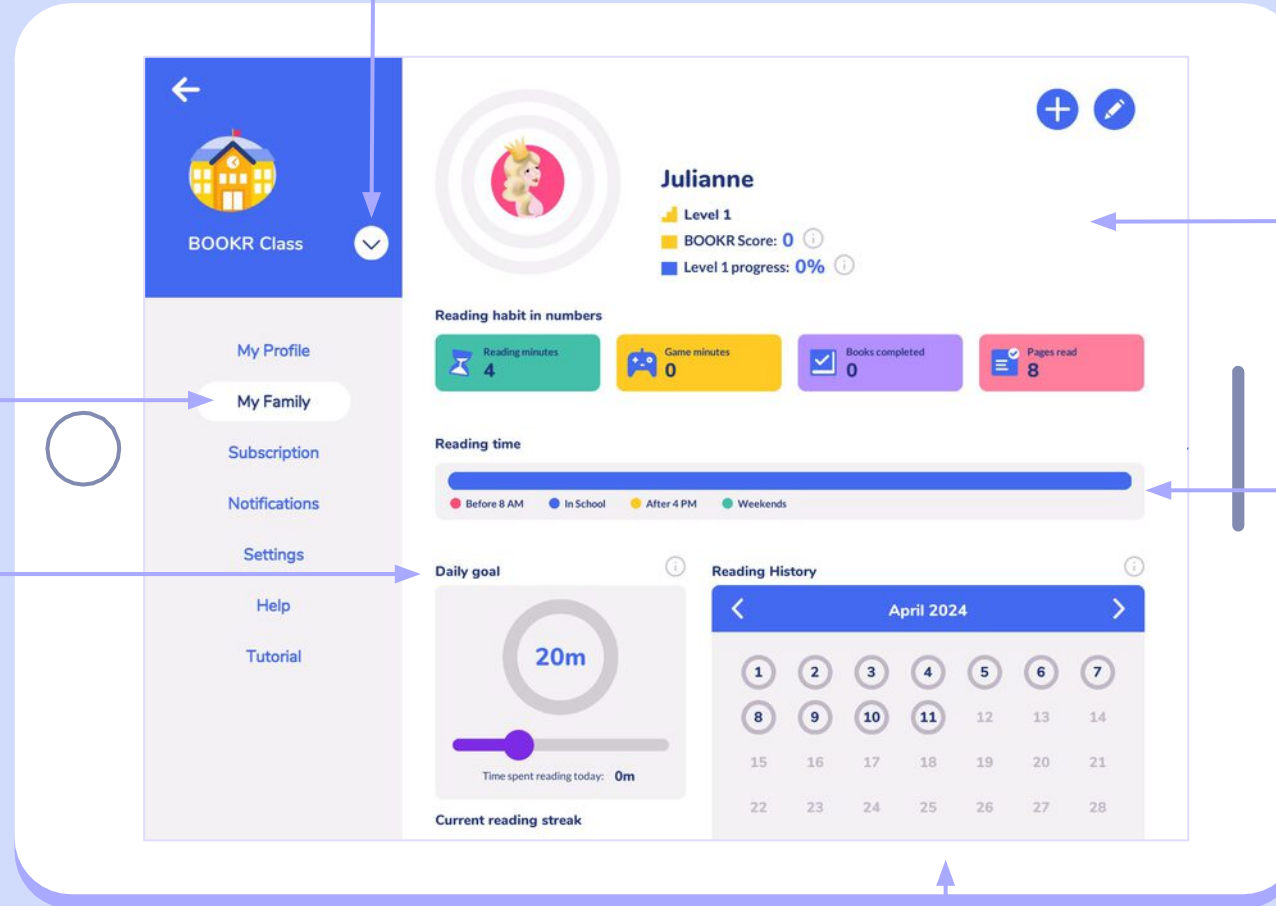 BOOKR Class
My Profile
My Family
Subscription
Notifications
Settings
Help
Tutorial
Julianne
Level 1
BOOKR Score: 0
Level 1 progress: 0%
Reading habit in numbers
Reading minutes
4
Game minutes
0
Books completed
0
Pages read
8
Reading time
Before 8 AM In School After 4 PM Weekends
Daily goal
20m
Time spent reading today: 0m
Current reading streak
Reading History
April 2024
1 2 3 4 5 6 7
8 9 10 11 12 13 14
15 16 17 18 19 20 21
22 23 24 25 26 27 28